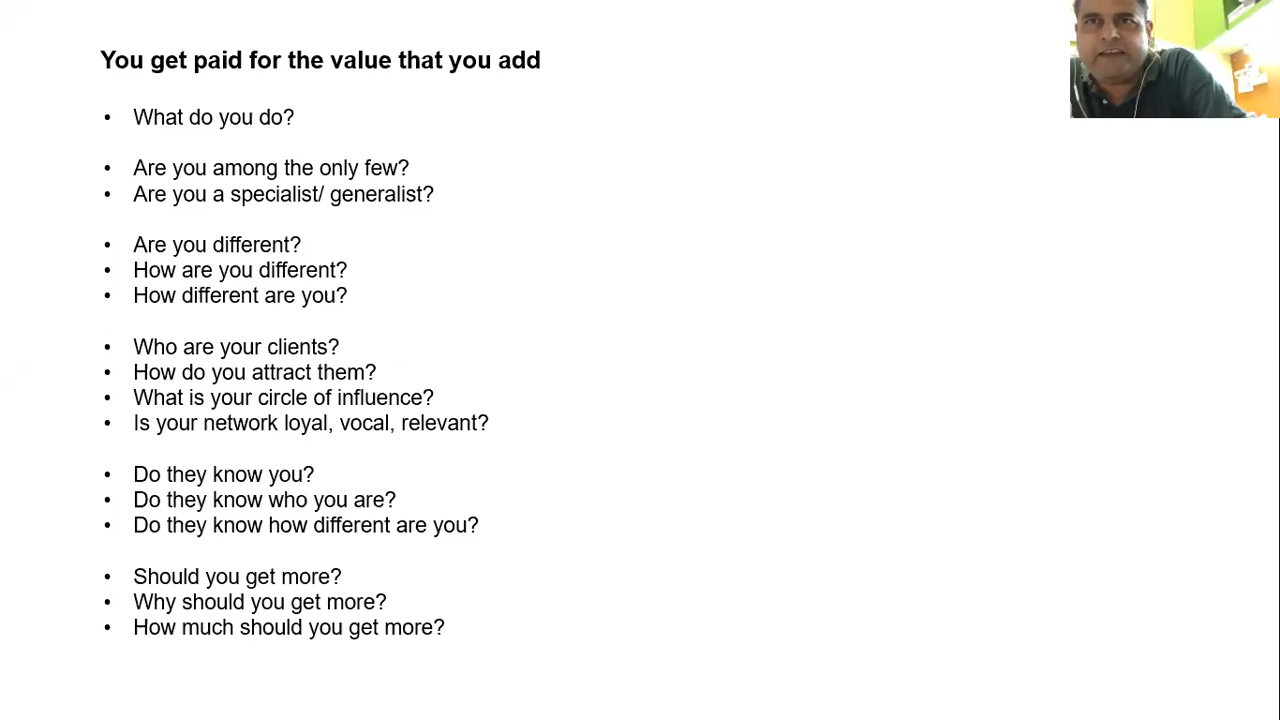 You get paid for the value that you add
• What do you do?
• Are you among the only few?
• Are you a specialist/ generalist?
• Are you different?
• How are you different?
• How different are you?
• Who are your clients?
• How do you attract them?
• What is your circle of influence?
• Is your network loyal, vocal, relevant?
• Do they know you?
• Do they know who you are?
• Do they know how different are you?
• Should you get more?
• Why should you get more?
• How much should you get more?